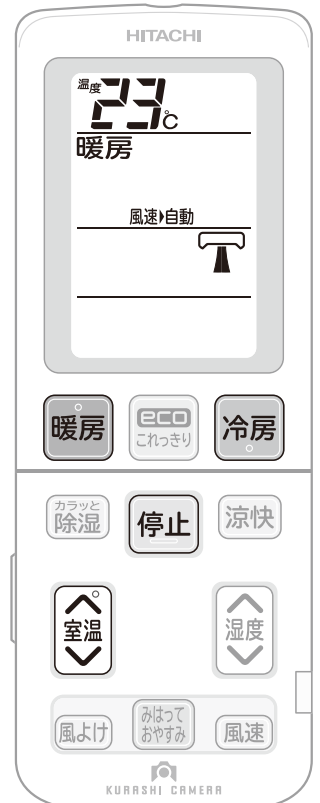 HITACHI
温度 23℃
暖房
風速▶自動
暖房 eco これっきり 冷房
カラッと 除湿 停止 涼快
室温 湿度
風よけ みはって おやすみ 風速
KURASHI CAMERA